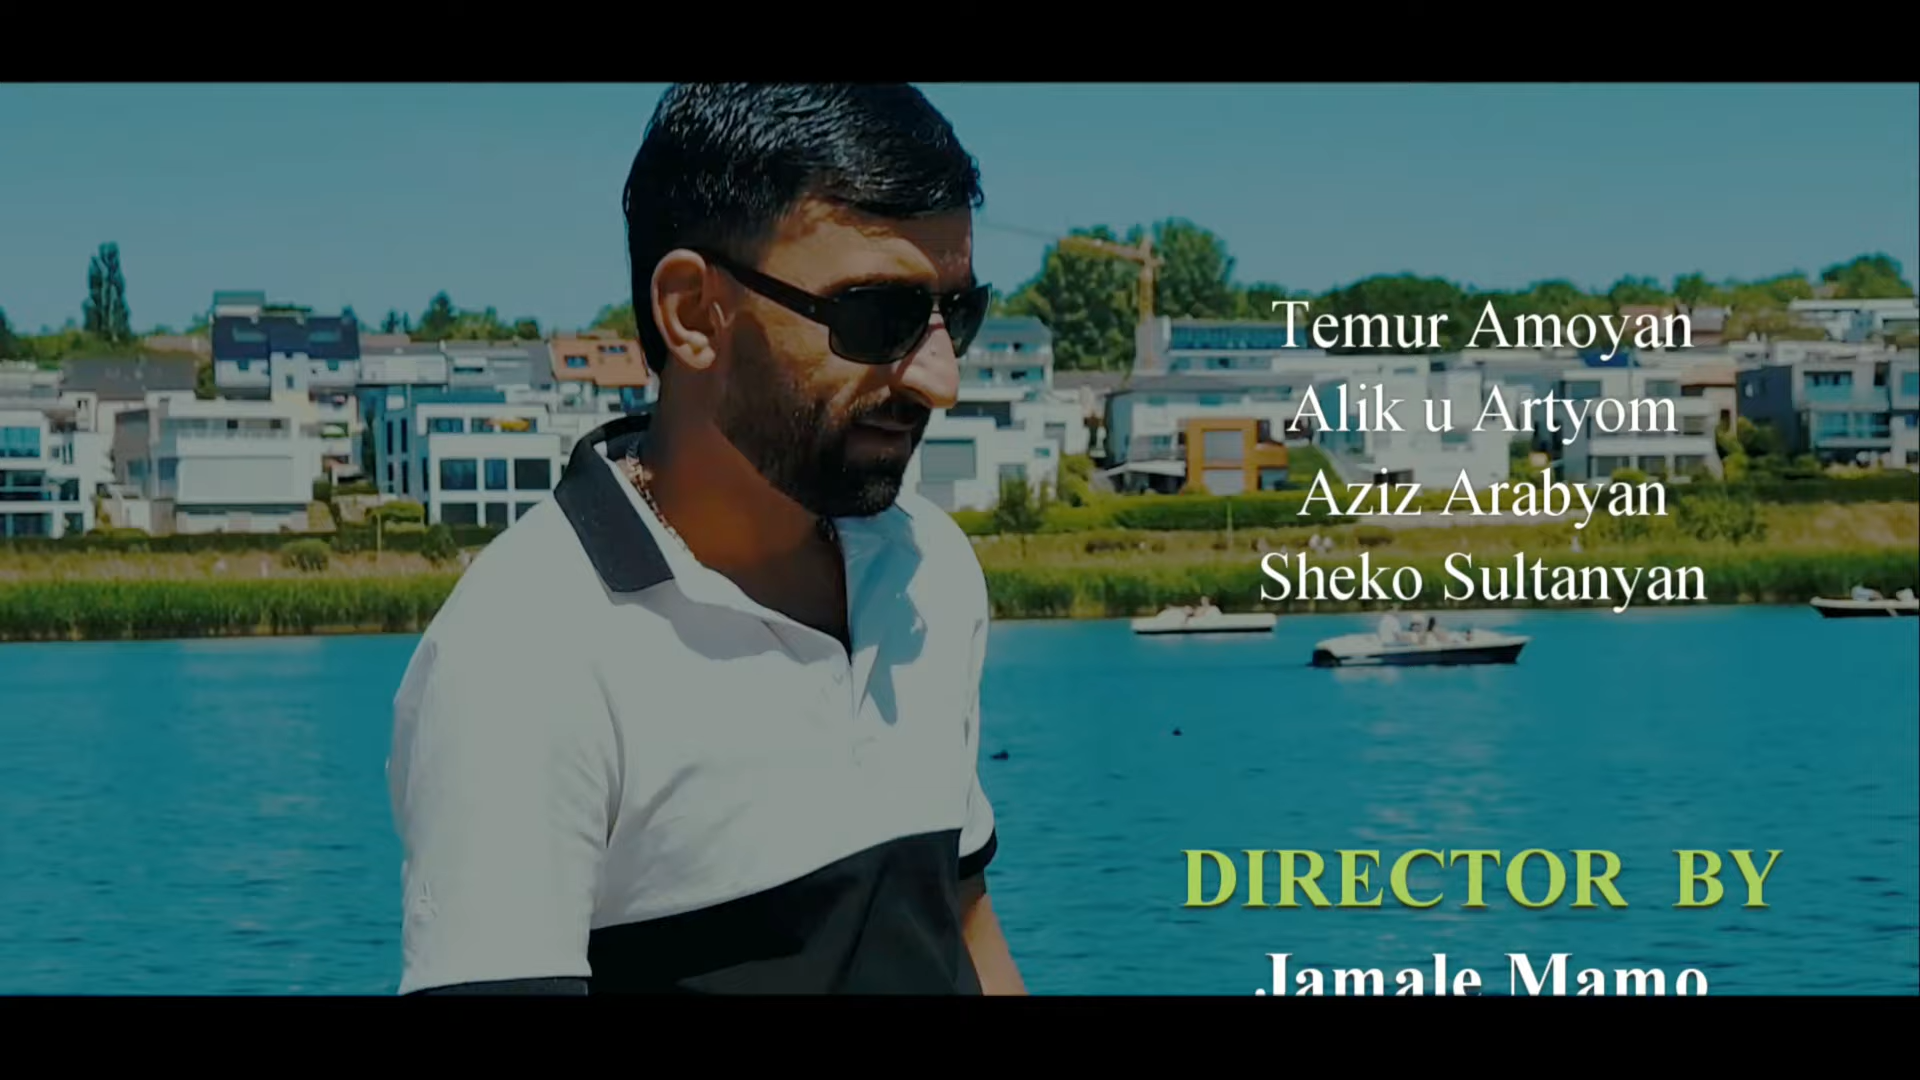 Temur Amoyan
Alik u Artyom
Aziz Arabyan
Sheko Sultanyan
DIRECTOR BY
Jamale Mamo